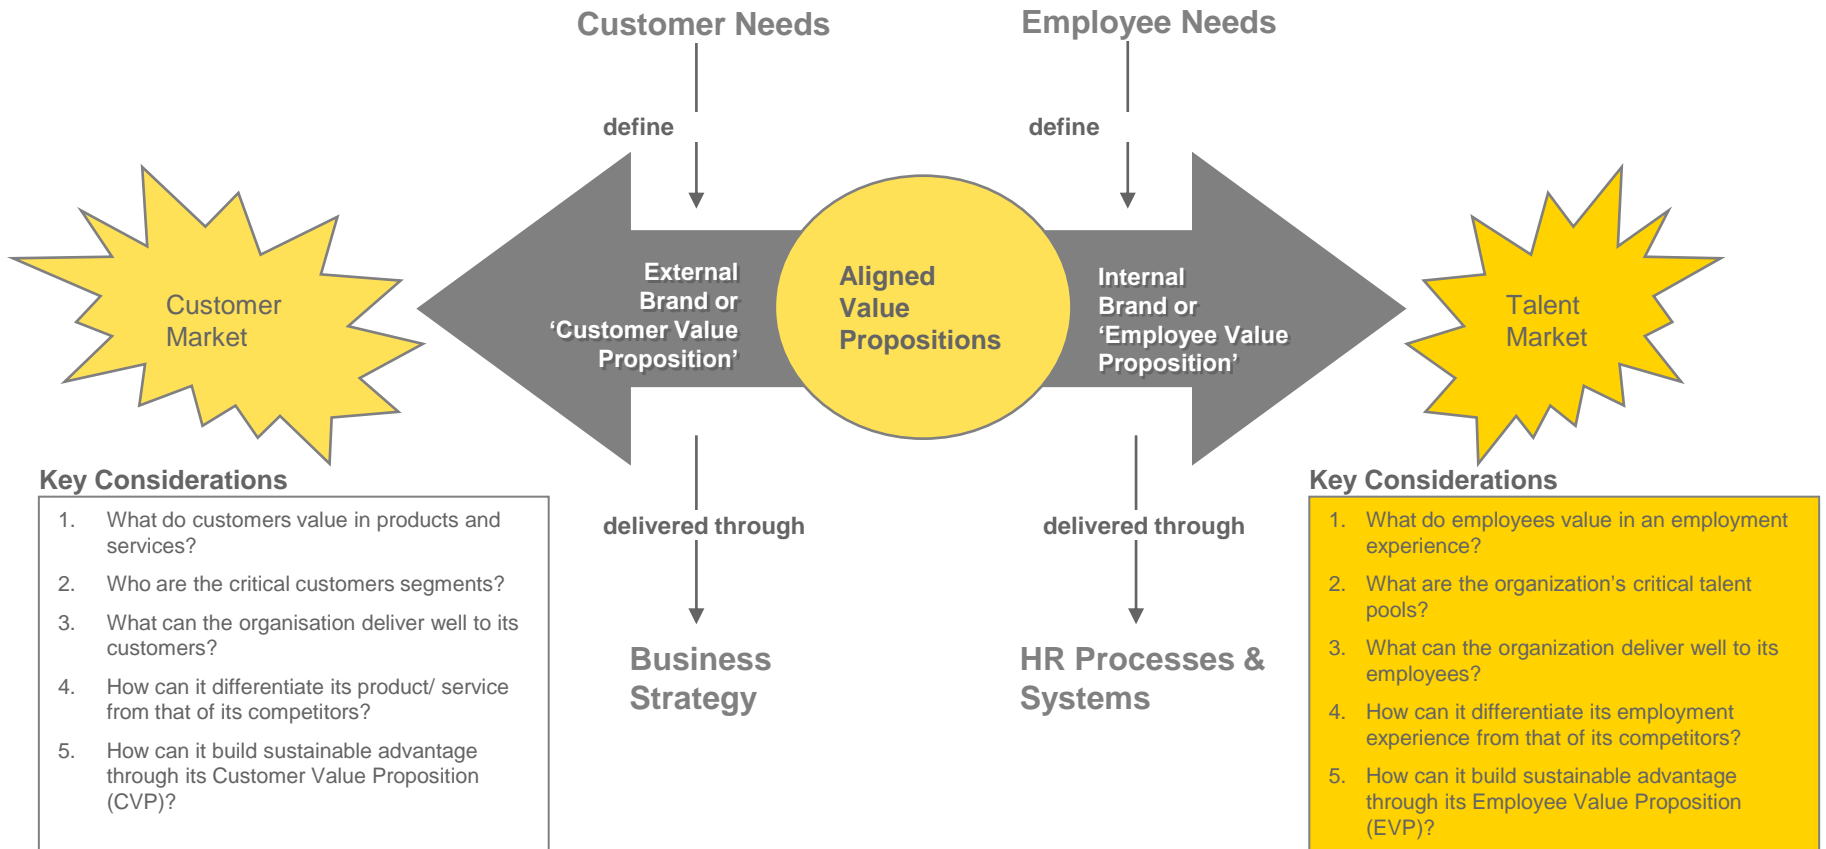 Customer Needs
Employee Needs
define
define
Customer
Market
External
Brand or
‘Customer Value
Proposition’
Aligned
Value
Propositions
Internal
Brand or
‘Employee Value
Proposition’
Talent
Market
delivered through
delivered through
Business
Strategy
HR Processes &
Systems
Key Considerations
1. What do customers value in products and
services?
2. Who are the critical customers segments?
3. What can the organisation deliver well to its
customers?
4. How can it differentiate its product/ service
from that of its competitors?
5. How can it build sustainable advantage
through its Customer Value Proposition
(CVP)?
Key Considerations
1. What do employees value in an employment
experience?
2. What are the organization’s critical talent
pools?
3. What can the organization deliver well to its
employees?
4. How can it differentiate its employment
experience from that of its competitors?
5. How can it build sustainable advantage
through its Employee Value Proposition
(EVP)?